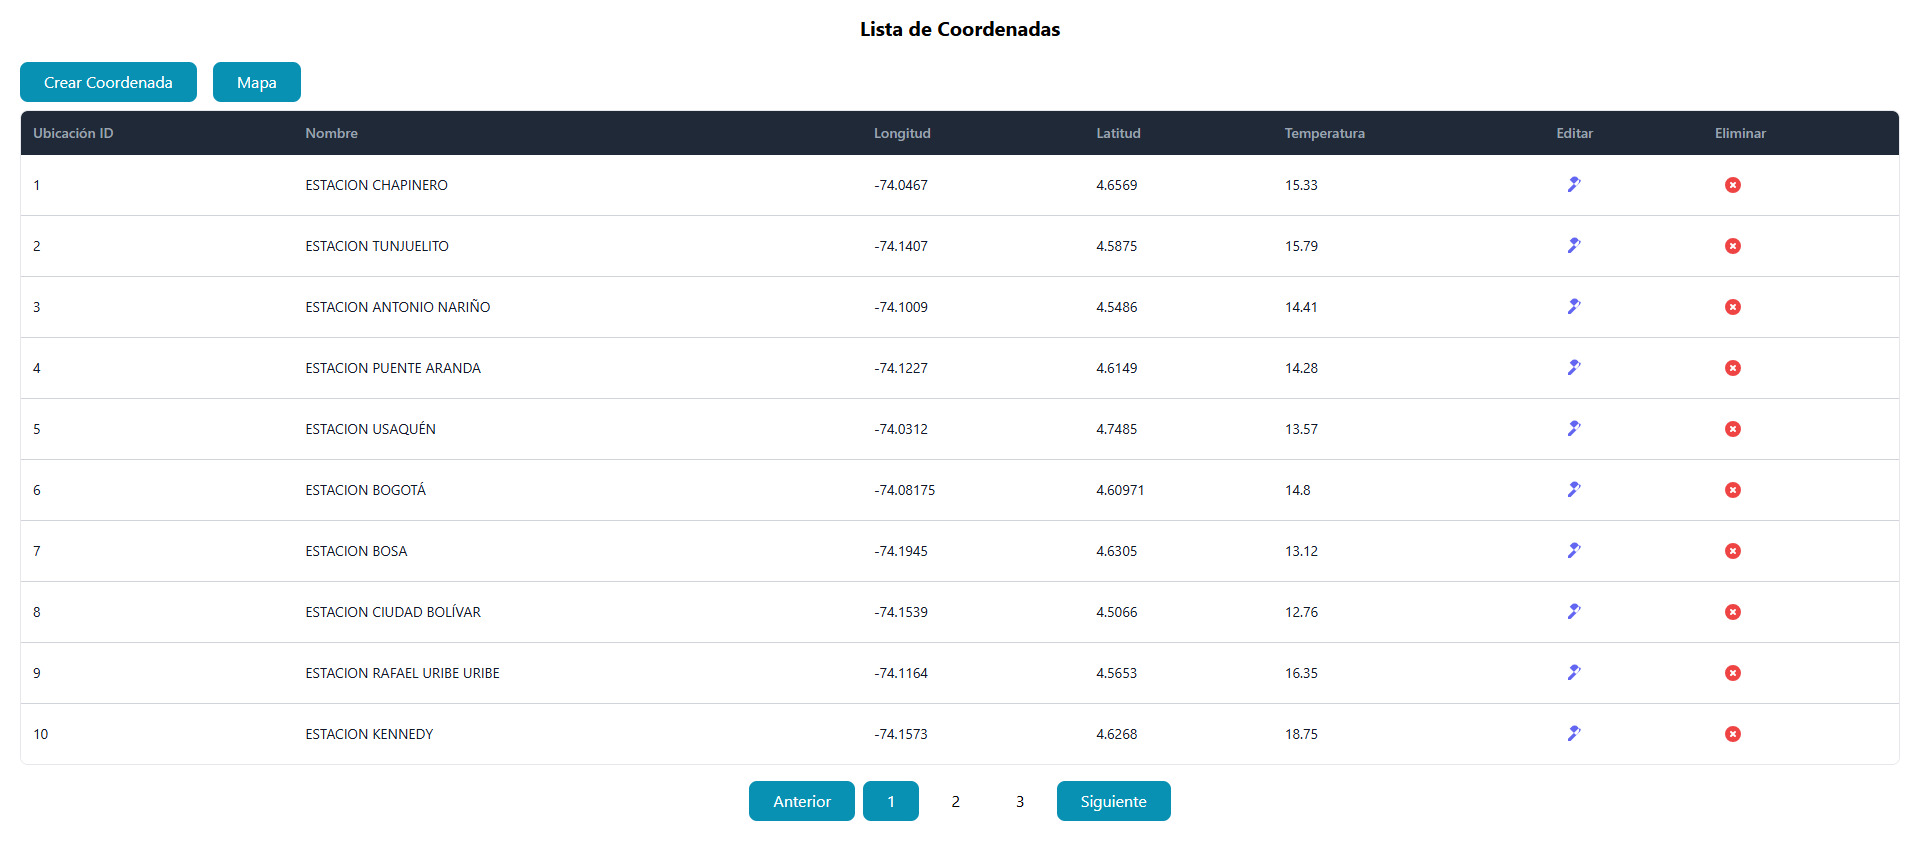 Lista de Coordenadas
Crear Coordenada Mapa
Ubicación ID Nombre Longitud Latitud Temperatura Editar Eliminar
1 ESTACION CHAPINERO -74.0467 4.6569 15.33
2 ESTACION TUNJUELITO -74.1407 4.5875 15.79
3 ESTACION ANTONIO NARIÑO -74.1009 4.5486 14.41
4 ESTACION PUENTE ARANDA -74.1227 4.6149 14.28
5 ESTACION USAQUÉN -74.0312 4.7485 13.57
6 ESTACION BOGOTÁ -74.08175 4.60971 14.8
7 ESTACION BOSA -74.1945 4.6305 13.12
8 ESTACION CIUDAD BOLÍVAR -74.1539 4.5066 12.76
9 ESTACION RAFAEL URIBE URIBE -74.1164 4.5653 16.35
10 ESTACION KENNEDY -74.1573 4.6268 18.75
Anterior 1 2 3 Siguiente